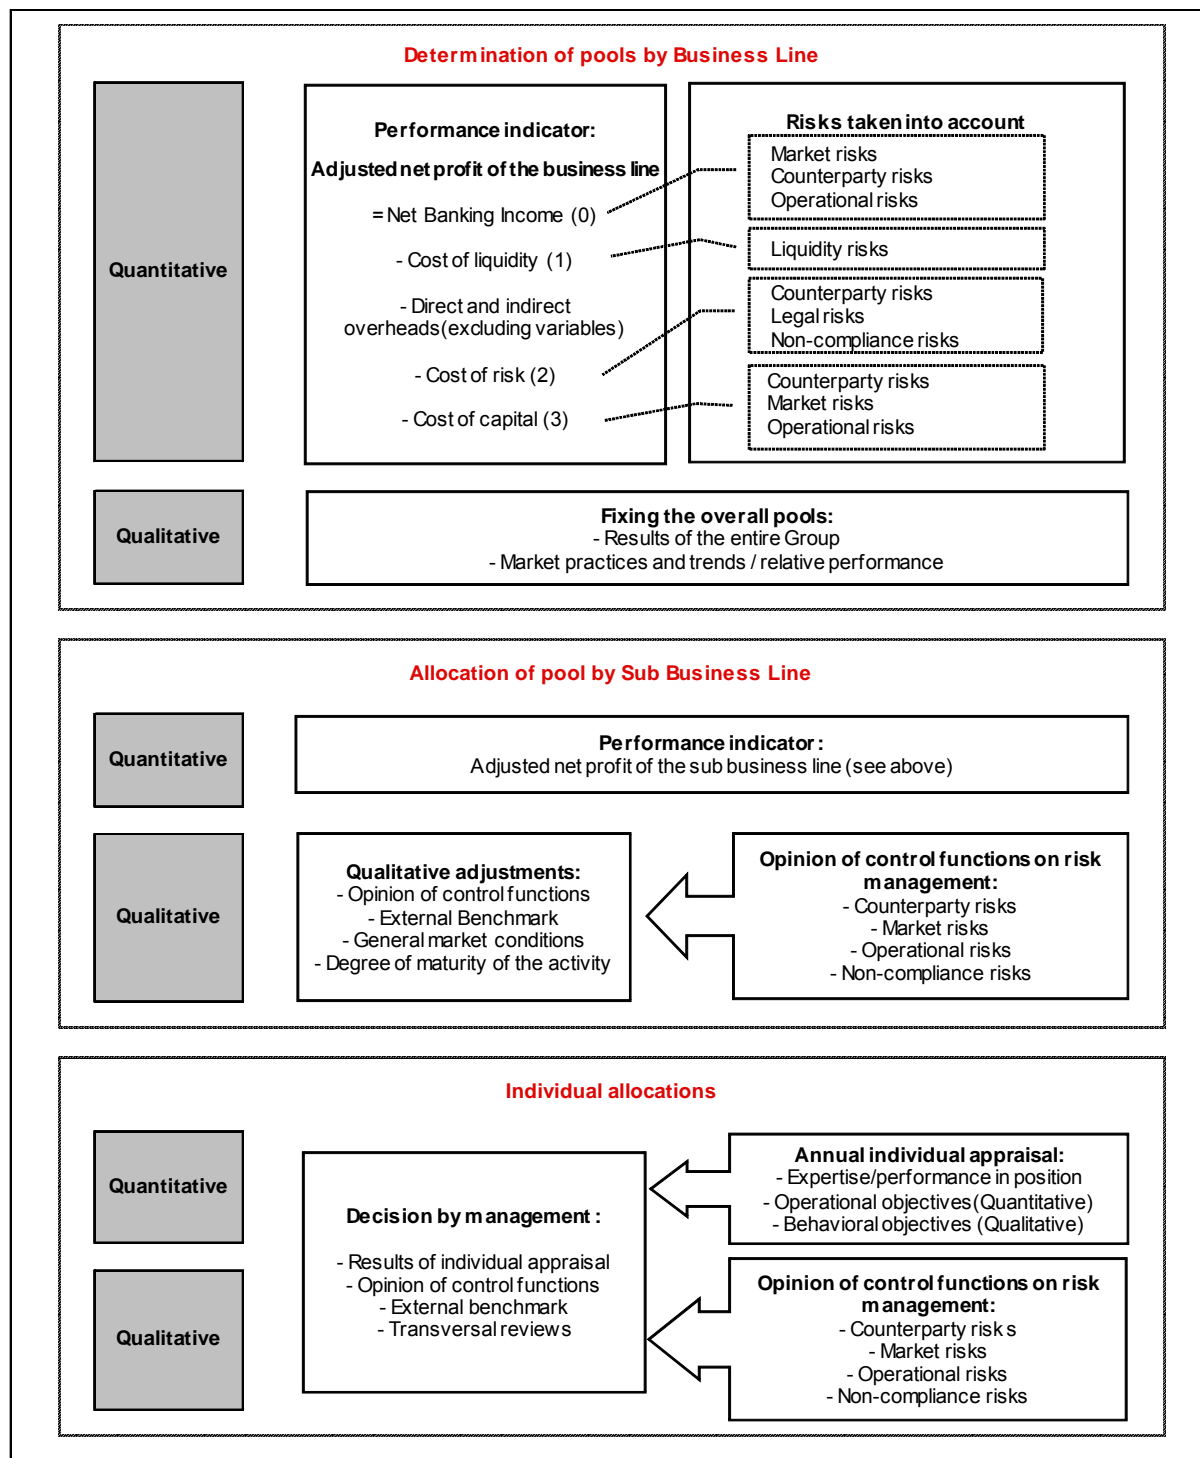 Determination of pools by Business Line
Quantitative
Performance indicator:
Adjusted net profit of the business line
= Net Banking Income (0)
- Cost of liquidity (1)
- Direct and indirect
overheads (excluding variables)
- Cost of risk (2)
- Cost of capital (3)
Risks taken into account
Market risks
Counterparty risks
Operational risks
Liquidity risks
Counterparty risks
Legal risks
Non-compliance risks
Counterparty risks
Market risks
Operational risks
Qualitative
Fixing the overall pools:
- Results of the entire Group
- Market practices and trends / relative performance
Allocation of pool by Sub Business Line
Quantitative
Performance indicator:
Adjusted net profit of the sub business line (see above)
Qualitative
Qualitative adjustments:
- Opinion of control functions
- External Benchmark
- General market conditions
- Degree of maturity of the activity
Opinion of control functions on risk
management:
- Counterparty risks
- Market risks
- Operational risks
- Non-compliance risks
Individual allocations
Quantitative
Qualitative
Decision by management :
- Results of individual appraisal
- Opinion of control functions
- External benchmark
- Transversal reviews
Annual individual appraisal:
- Expertise/performance in position
- Operational objectives (Quantitative)
- Behavioral objectives (Qualitative)
Opinion of control functions on risk
management:
- Counterparty risks
- Market risks
- Operational risks
- Non-compliance risks